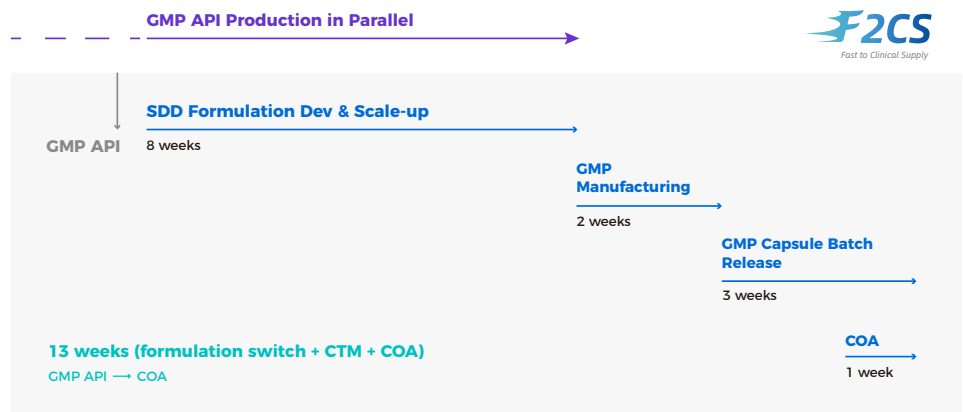 GMP API Production in Parallel
F2CS
Fast to Clinical Supply
SDD Formulation Dev & Scale-up
GMP API
8 weeks
GMP
Manufacturing
2 weeks
GMP Capsule Batch
Release
3 weeks
13 weeks (formulation switch + CTM + COA)
GMP API ⟶ COA
COA
1 week